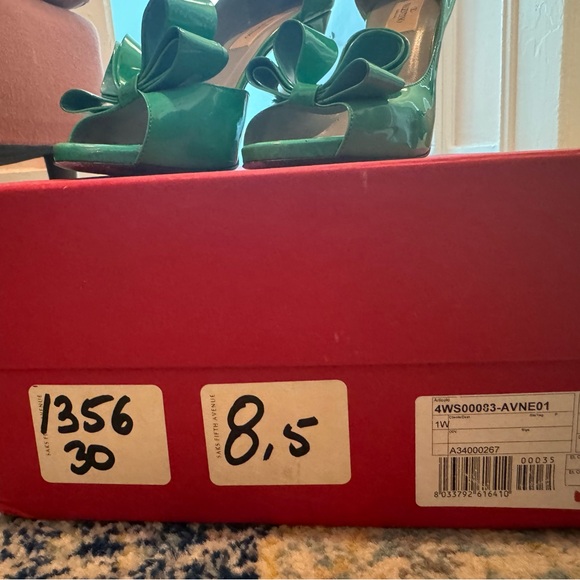 SAKS FIFTH AVENUE
1356
30
SAKS FIFTH AVENUE
8,5
4WS00083-AVNE01
1W
A34000267
00035
8 033792 616410